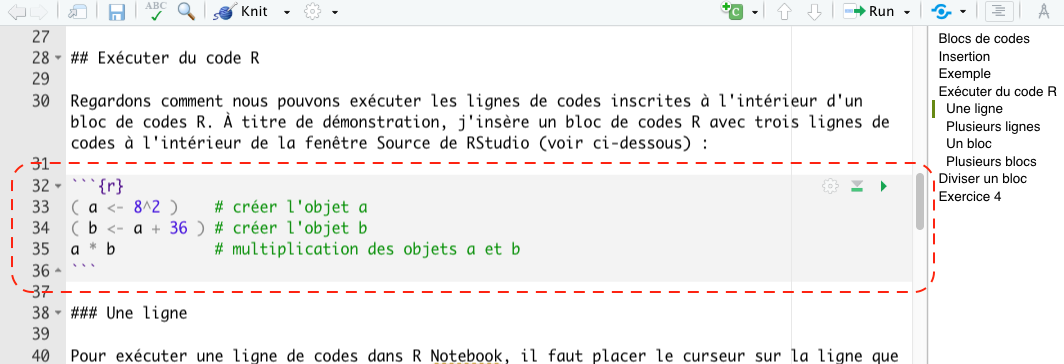 ABC
Knit
C
Run
27
28 ## Exécuter du code R
29
30 Regardons comment nous pouvons exécuter les lignes de codes inscrites à l'intérieur d'un
bloc de codes R. À titre de démonstration, j'insère un bloc de codes R avec trois lignes de
codes à l'intérieur de la fenêtre Source de RStudio (voir ci-dessous) :
31
32 ```{r}
33 ( a <- 8^2 )    # créer l'objet a
34 ( b <- a + 36 ) # créer l'objet b
35 a * b           # multiplication des objets a et b
36 ```
37
38 ### Une ligne
39
40 Pour exécuter une ligne de codes dans R Notebook, il faut placer le curseur sur la ligne que
Blocs de codes
Insertion
Exemple
Exécuter du code R
Une ligne
Plusieurs lignes
Un bloc
Plusieurs blocs
Diviser un bloc
Exercice 4